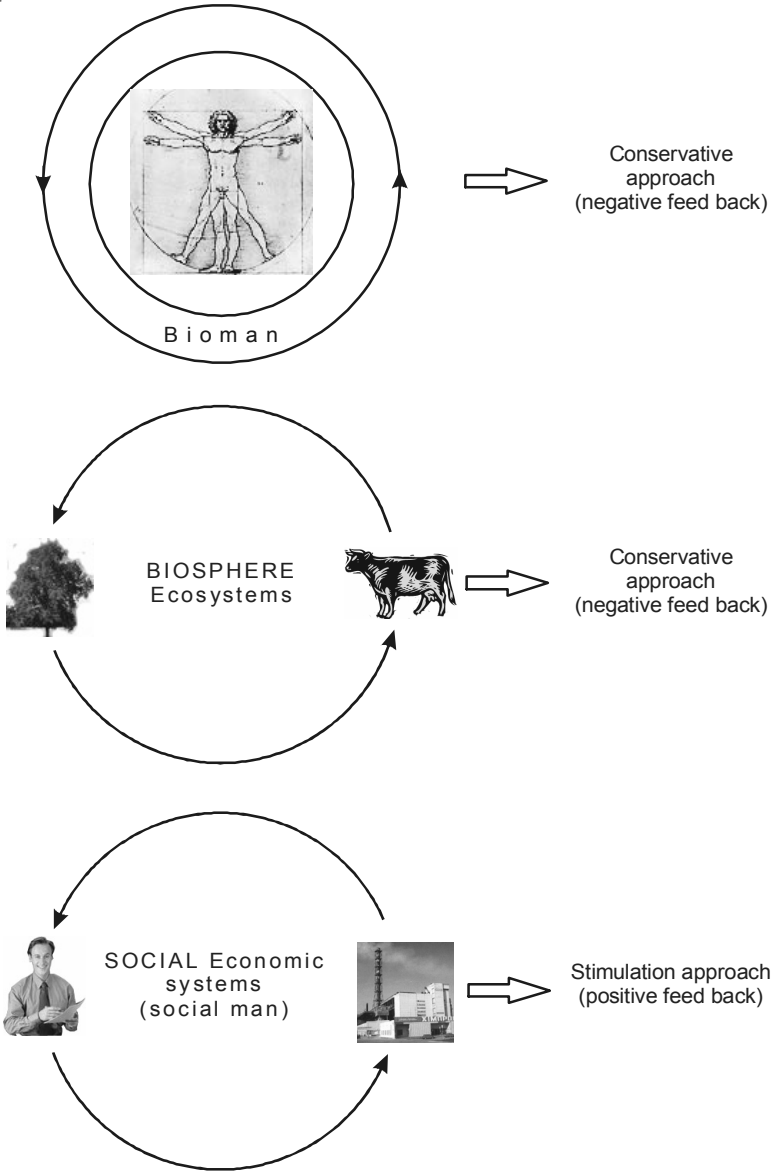 Bioman
Conservative
approach
(negative feed back)
BIOSPHERE
Ecosystems
Conservative
approach
(negative feed back)
SOCIAL Economic
systems
(social man)
Stimulation approach
(positive feed back)